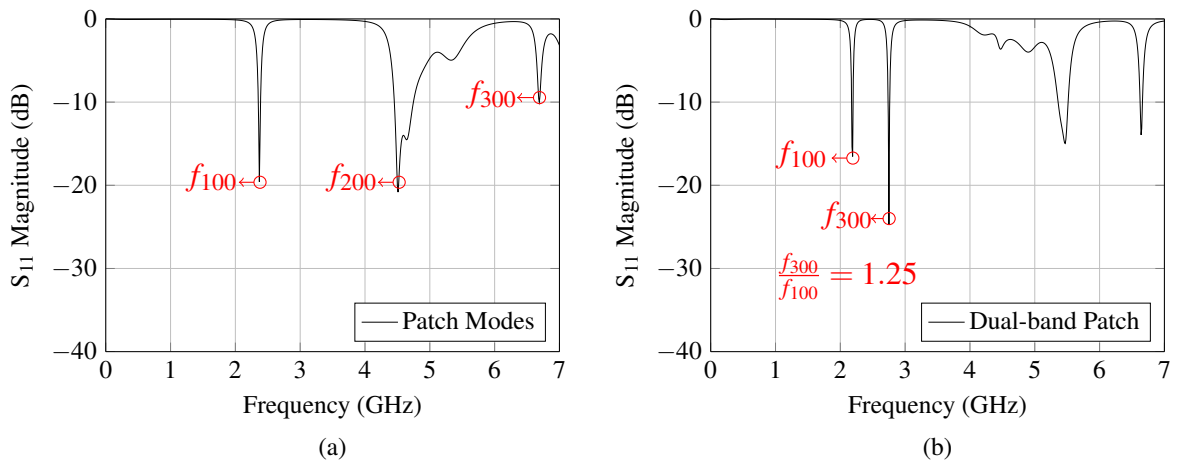 0
−10
−20
−30
−40
S11 Magnitude (dB)
f100
f200
f300
Patch Modes
0 1 2 3 4 5 6 7
Frequency (GHz)
(a)
0
−10
−20
−30
−40
S11 Magnitude (dB)
f100
f300
f300/f100 = 1.25
Dual-band Patch
0 1 2 3 4 5 6 7
Frequency (GHz)
(b)